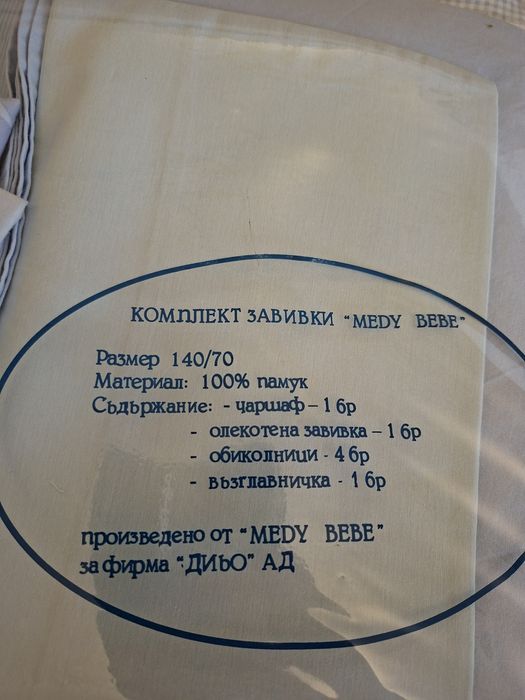 КОМПЛЕКТ ЗАВИВКИ “MEDY BEBE”
Размер 140/70
Материал: 100% памук
Съдържание: - чаршаф – 1 бр
- олекотена завивка – 1 бр
- обиколници - 4 бр
- възглавничка - 1 бр
произведено от “MEDY BEBE”
за фирма “ДИЬО” АД